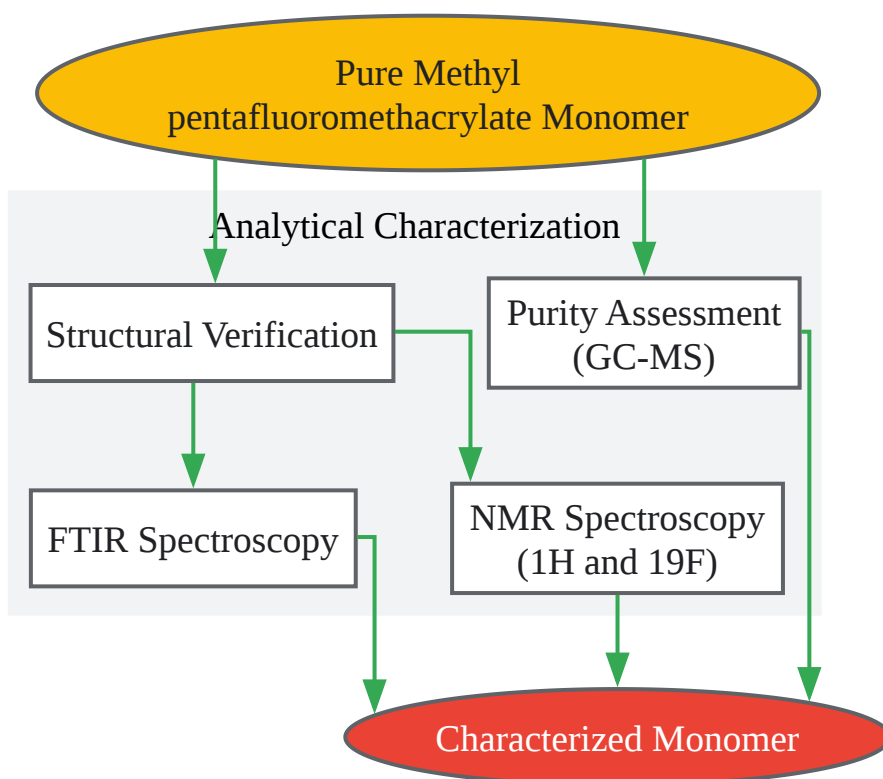 Pure Methyl
pentafluoromethacrylate Monomer
Analytical Characterization
Structural Verification
Purity Assessment
(GC-MS)
FTIR Spectroscopy
NMR Spectroscopy
(1H and 19F)
Characterized Monomer